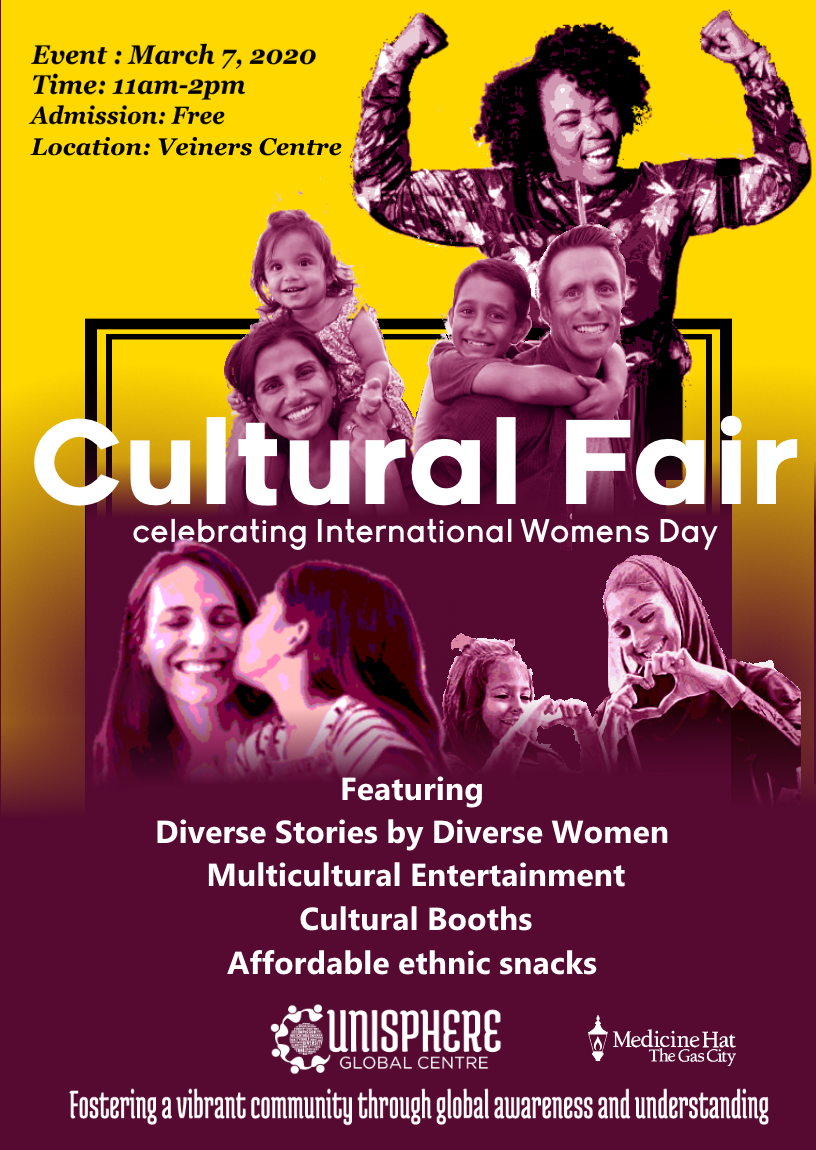 Event : March 7, 2020
Time: 11am-2pm
Admission: Free
Location: Veiners Centre
Cultural Fair
celebrating International Womens Day
Featuring
Diverse Stories by Diverse Women
Multicultural Entertainment
Cultural Booths
Affordable ethnic snacks
UNISPHERE
GLOBAL CENTRE
Medicine Hat
The Gas City
Fostering a vibrant community through global awareness and understanding